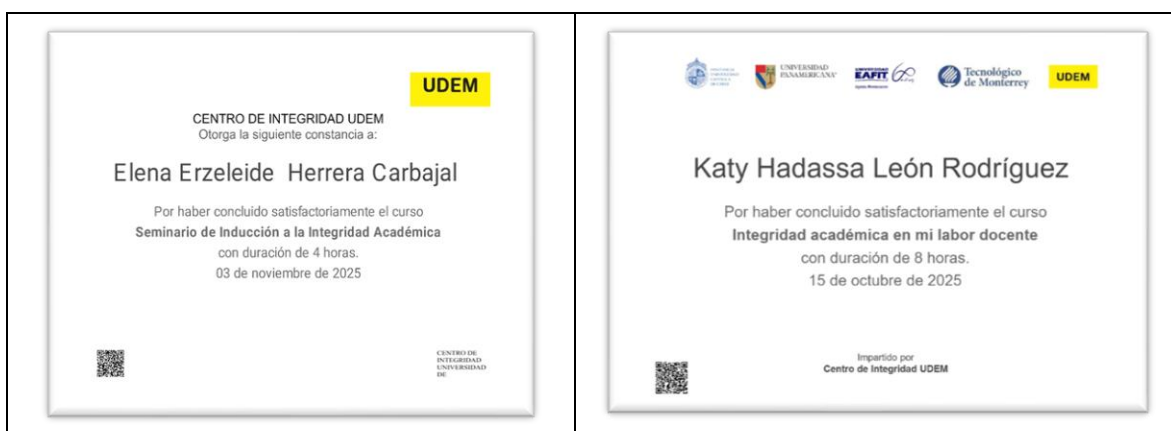 UDEM
CENTRO DE INTEGRIDAD UDEM
Otorga la siguiente constancia a:
Elena Erzeleide Herrera Carbajal
Por haber concluido satisfactoriamente el curso
Seminario de Inducción a la Integridad Académica
con duración de 4 horas.
03 de noviembre de 2025
CENTRO DE
INTEGRIDAD
UNIVERSIDAD
DE
UNIVERSIDAD
PANAMERICANA
EAFIT
Tecnológico
de Monterrey
UDEM
Katy Hadassa León Rodríguez
Por haber concluido satisfactoriamente el curso
Integridad académica en mi labor docente
con duración de 8 horas.
15 de octubre de 2025
Impartido por
Centro de Integridad UDEM